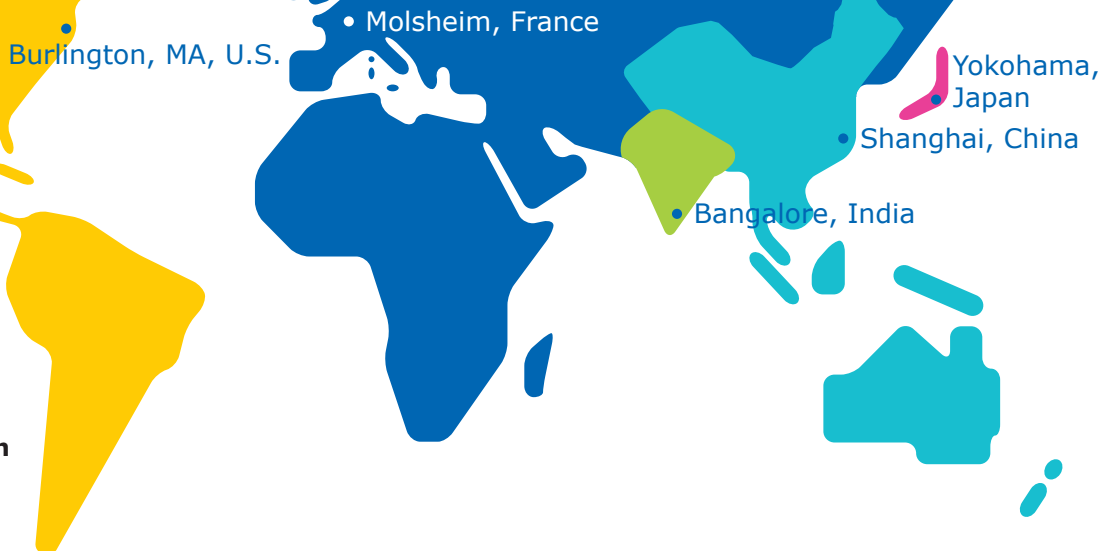 Molsheim, France
Burlington, MA, U.S.
Yokohama,
Japan
Shanghai, China
Bangalore, India